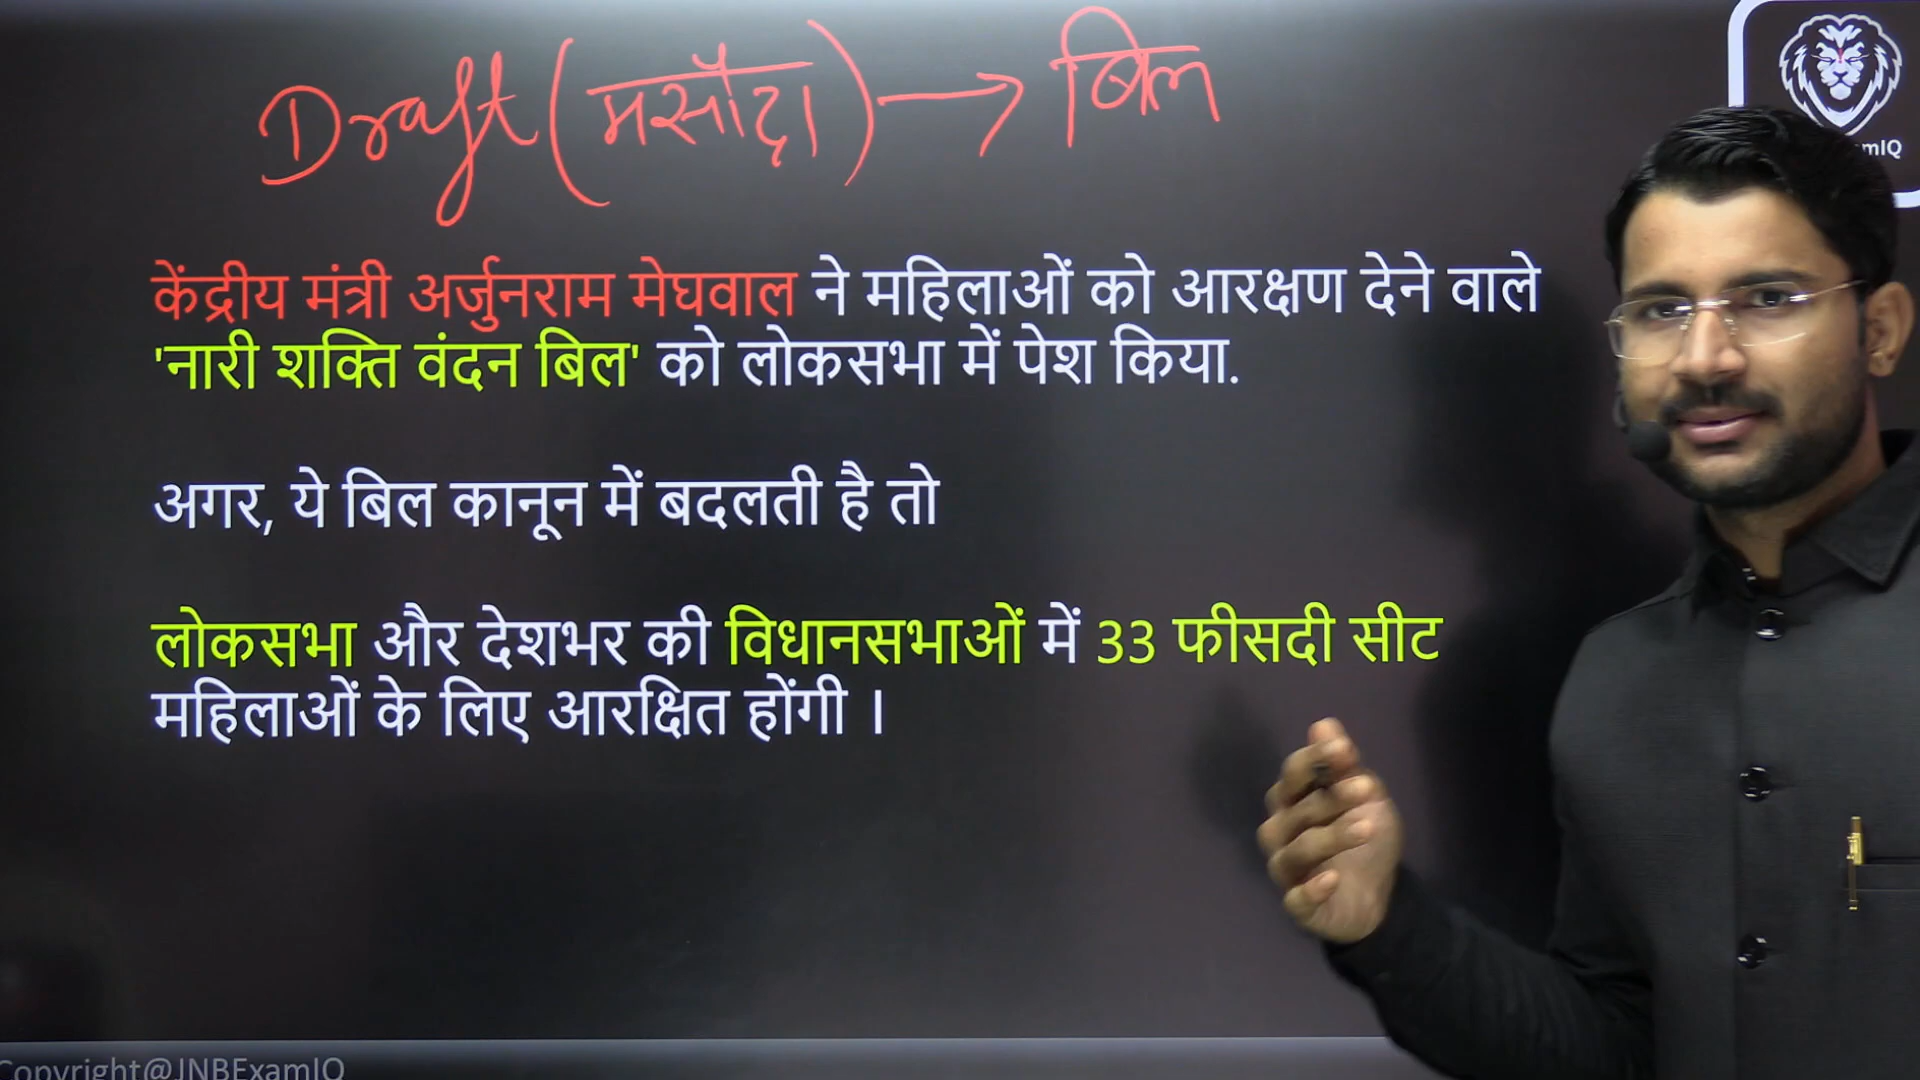 Draft (मसौदा) → बिल
mIQ
केंद्रीय मंत्री अर्जुनराम मेघवाल ने महिलाओं को आरक्षण देने वाले
'नारी शक्ति वंदन बिल' को लोकसभा में पेश किया.
अगर, ये बिल कानून में बदलती है तो
लोकसभा और देशभर की विधानसभाओं में 33 फीसदी सीट
महिलाओं के लिए आरक्षित होंगी ।
Copyright@JNBExamIQ